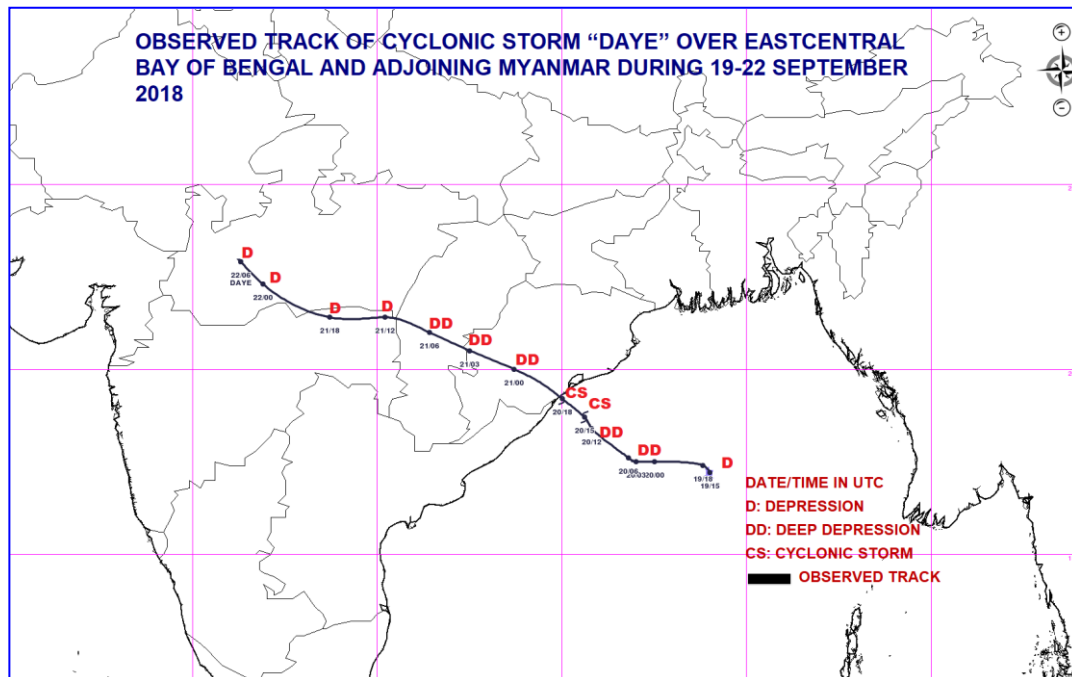 OBSERVED TRACK OF CYCLONIC STORM “DAYE” OVER EASTCENTRAL
BAY OF BENGAL AND ADJOINING MYANMAR DURING 19-22 SEPTEMBER
2018
D
22/06
DAYE
D
22/00
D
21/18
D
21/12
DD
21/06
DD
21/03
DD
21/00
CS
20/18
CS
20/15
20/12
DD
20/06
DD
20/00
D
19/18
19/15
DATE/TIME IN UTC
D: DEPRESSION
DD: DEEP DEPRESSION
CS: CYCLONIC STORM
OBSERVED TRACK